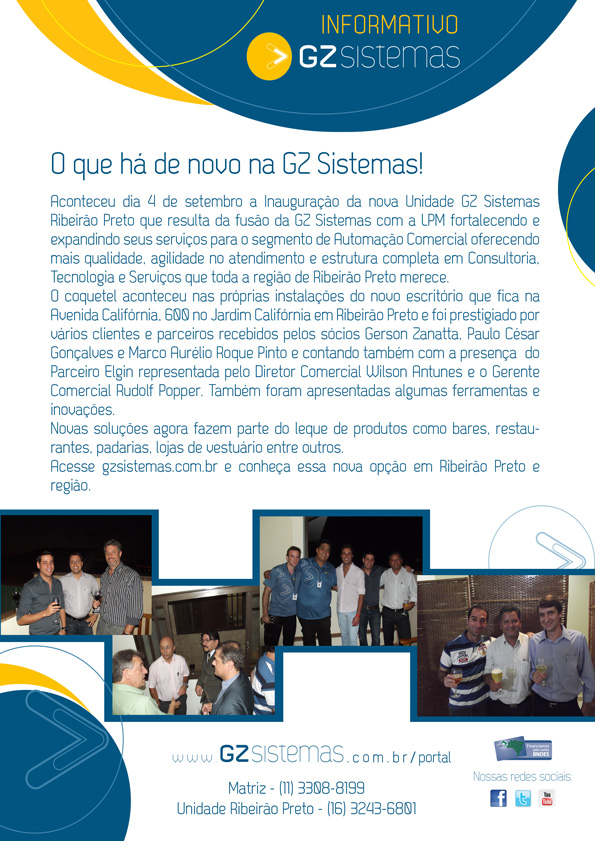 INFORMATIVO
GZsistemas
O que há de novo na GZ Sistemas!
Aconteceu dia 4 de setembro a Inauguração da nova Unidade GZ Sistemas
Ribeirão Preto que resulta da fusão da GZ Sistemas com a LPM fortalecendo e
expandindo seus serviços para o segmento de Automação Comercial oferecendo
mais qualidade, agilidade no atendimento e estrutura completa em Consultoria,
Tecnologia e Serviços que toda a região de Ribeirão Preto merece.
O coquetel aconteceu nas próprias instalações do novo escritório que fica na
Avenida Califórnia, 600 no Jardim Califórnia em Ribeirão Preto e foi prestigiado por
vários clientes e parceiros recebidos pelos sócios Gerson Zanatta, Paulo César
Gonçalves e Marco Aurélio Roque Pinto e contando também com a presença do
Parceiro Elgin representada pelo Diretor Comercial Wilson Antunes e o Gerente
Comercial Rudolf Popper. Também foram apresentadas algumas ferramentas e
inovações.
Novas soluções agora fazem parte do leque de produtos como bares, restau-
rantes, padarias, lojas de vestuário entre outros.
Acesse gzsistemas.com.br e conheça essa nova opção em Ribeirão Preto e
região.
www.GZsistemas.com.br/portal
Matriz - (11) 3308-8199
Unidade Ribeirão Preto - (16) 3243-6801
BNDES
Nossas redes sociais
f t You Tube